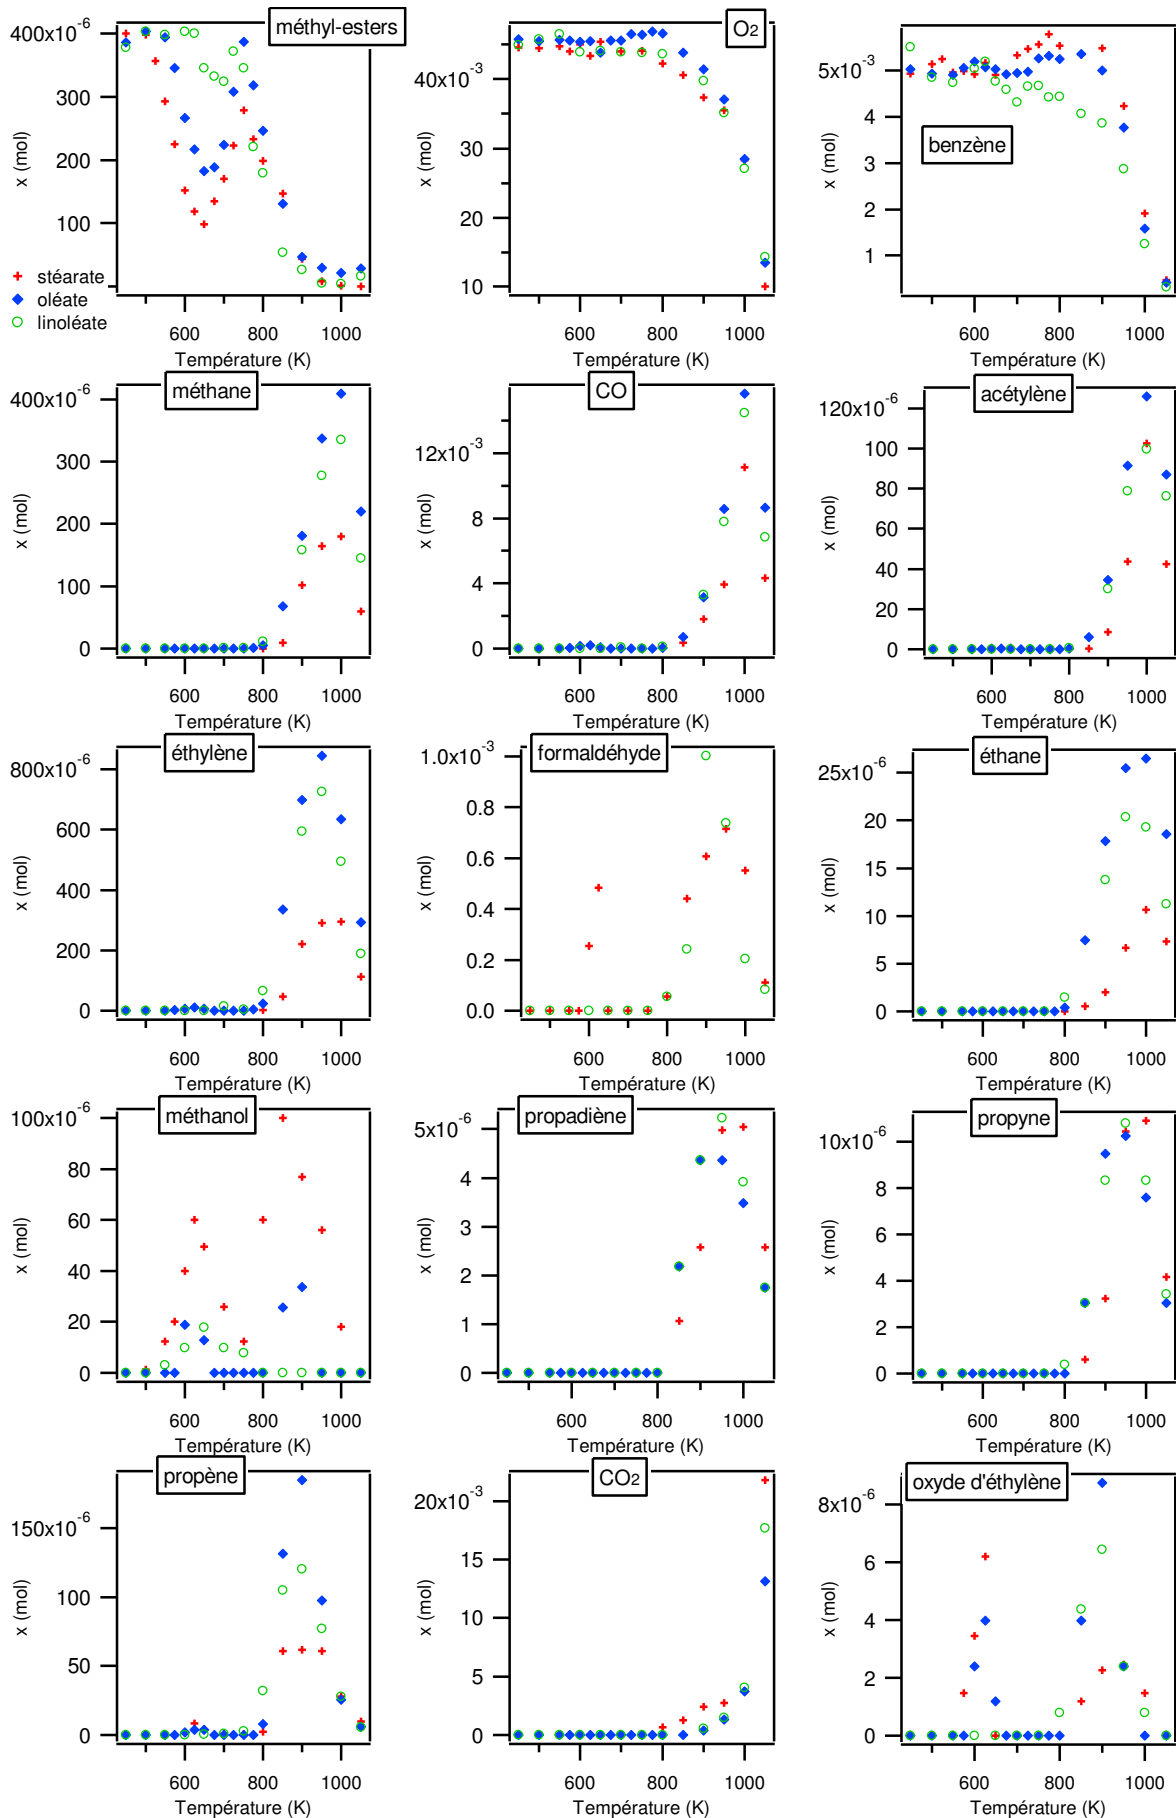 méthyl-esters
400x10-6
300
200
100
x (mol)
stéarate
oléate
linoléate
600 800 1000
Température (K)
O2
40x10-3
30
20
10
x (mol)
600 800 1000
Température (K)
benzène
5x10-3
4
3
2
1
x (mol)
600 800 1000
Température (K)
méthane
400x10-6
300
200
100
0
x (mol)
600 800 1000
Température (K)
CO
12x10-3
8
4
0
x (mol)
600 800 1000
Température (K)
acétylène
120x10-6
100
80
60
40
20
0
x (mol)
600 800 1000
Température (K)
éthylène
800x10-6
600
400
200
0
x (mol)
600 800 1000
Température (K)
formaldéhyde
1.0x10-3
0.8
0.6
0.4
0.2
0.0
x (mol)
600 800 1000
Température (K)
éthane
25x10-6
20
15
10
5
0
x (mol)
600 800 1000
Température (K)
méthanol
100x10-6
80
60
40
20
0
x (mol)
600 800 1000
Température (K)
propadiène
5x10-6
4
3
2
1
0
x (mol)
600 800 1000
Température (K)
propyne
10x10-6
8
6
4
2
0
x (mol)
600 800 1000
Température (K)
propène
150x10-6
100
50
0
x (mol)
600 800 1000
Température (K)
CO2
20x10-3
15
10
5
0
x (mol)
600 800 1000
Température (K)
oxyde d'éthylène
8x10-6
6
4
2
0
x (mol)
600 800 1000
Température (K)